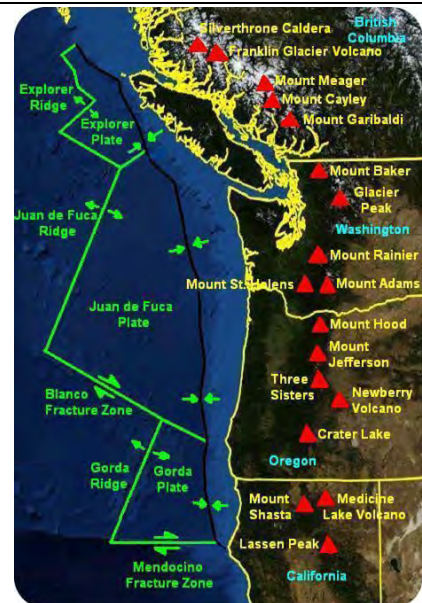 Silverthrone Caldera
British
Columbia
Franklin Glacier Volcano
Mount Meager
Mount Cayley
Mount Garibaldi
Explorer
Ridge
Explorer
Plate
Mount Baker
Glacier
Peak
Washington
Juan de Fuca
Ridge
Mount Rainier
Mount St. Helens
Mount Adams
Juan de Fuca
Plate
Mount Hood
Mount
Jefferson
Three
Sisters
Newberry
Volcano
Blanco
Fracture Zone
Crater Lake
Oregon
Gorda
Ridge
Gorda
Plate
Mount
Shasta
Medicine
Lake Volcano
Lassen Peak
Mendocino
Fracture Zone
California